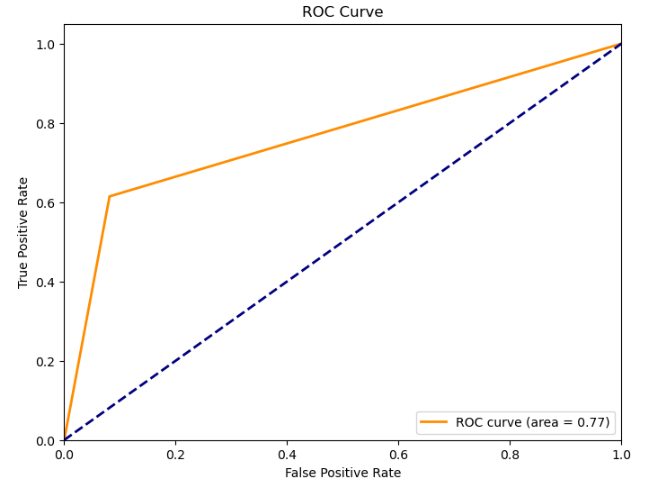 ROC Curve
True Positive Rate
1.0
0.8
0.6
0.4
0.2
0.0
ROC curve (area = 0.77)
0.0 0.2 0.4 0.6 0.8 1.0
False Positive Rate